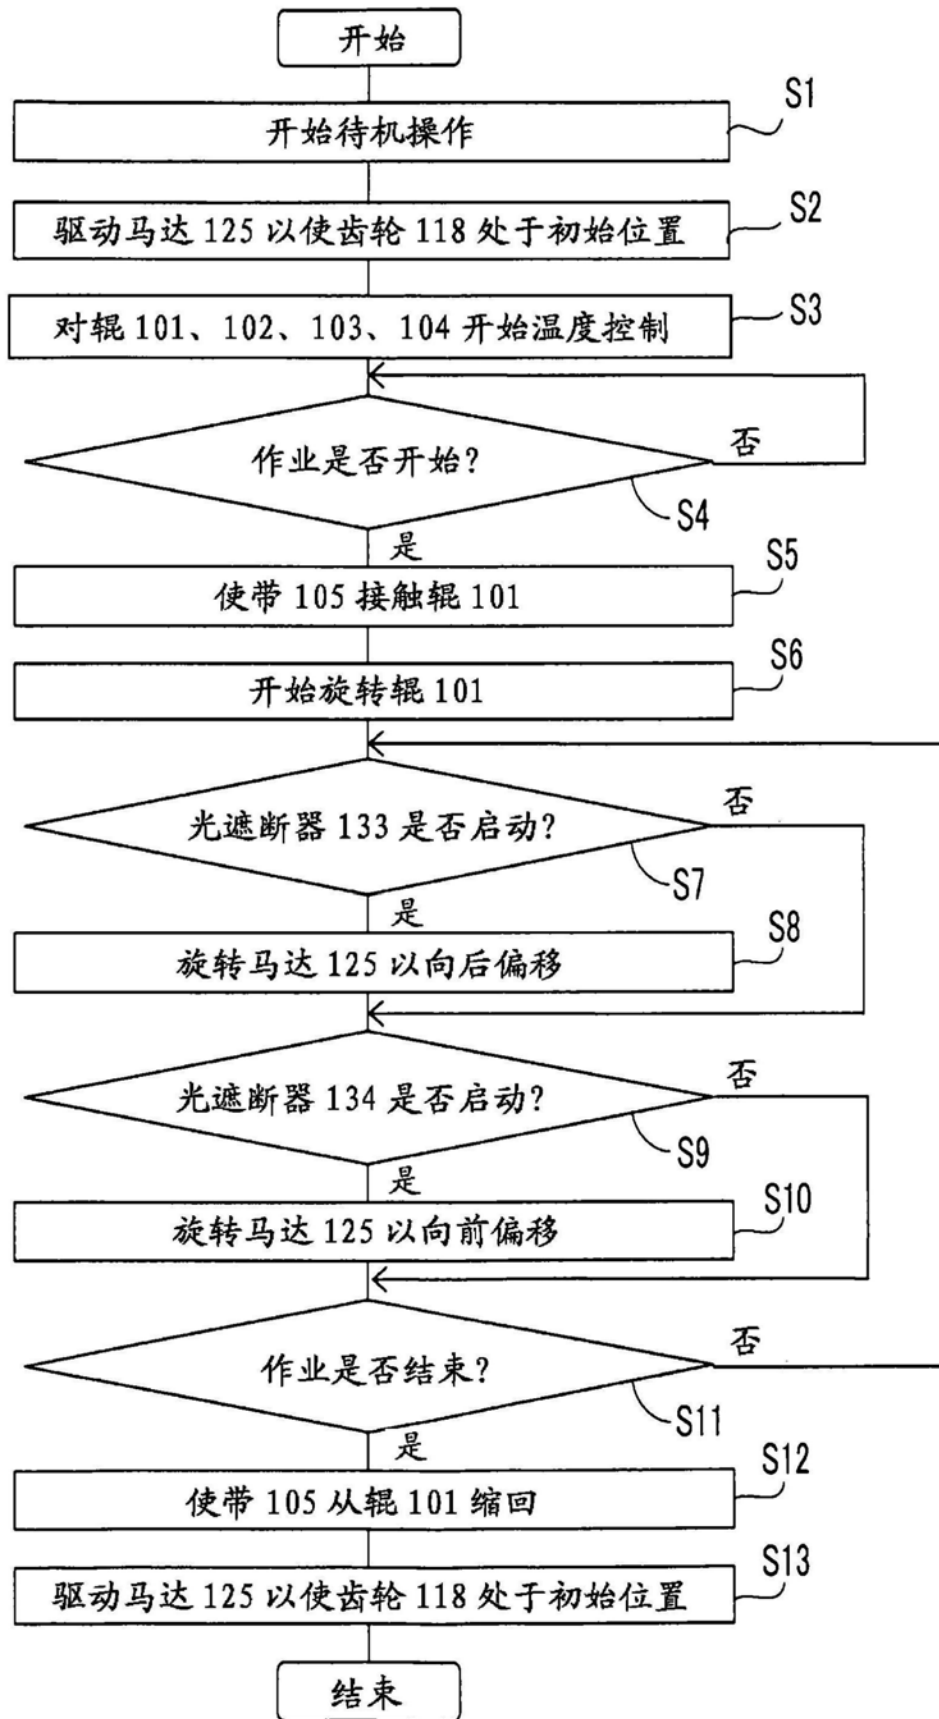 开始
S1
开始待机操作
S2
驱动马达 125 以使齿轮 118 处于初始位置
S3
对辊 101、102、103、104 开始温度控制
作业是否开始?
否
S4
是
S5
使带 105 接触辊 101
S6
开始旋转辊 101
光遮断器 133 是否启动?
否
S7
是
S8
旋转马达 125 以向后偏移
光遮断器 134 是否启动?
否
S9
是
S10
旋转马达 125 以向前偏移
作业是否结束?
否
S11
是
S12
使带 105 从辊 101 缩回
S13
驱动马达 125 以使齿轮 118 处于初始位置
结束